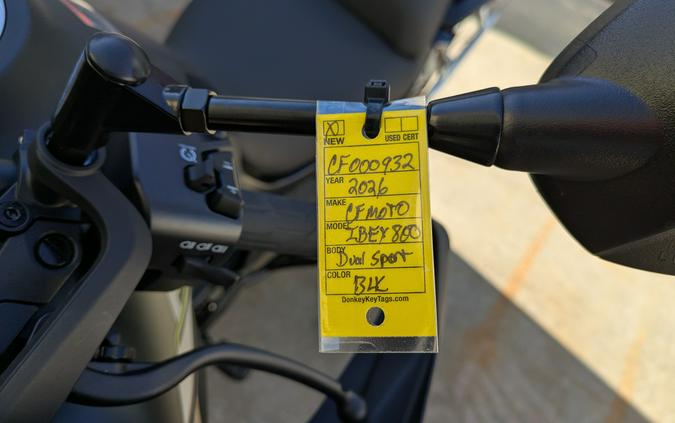 X
NEW USED CERT
CF000932
YEAR 2026
MAKE CFMOTO
MODEL IBEX 800
BODY Dual Sport
COLOR BLK
DonkeyKeyTags.com